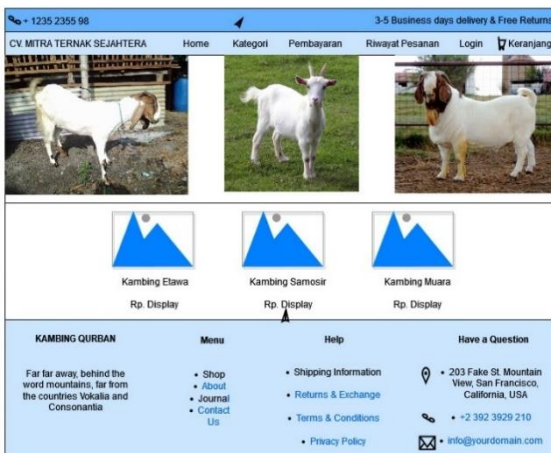 + 1235 2355 98
3-5 Business days delivery & Free Returns
CV. MITRA TERNAK SEJAHTERA Home Kategori Pembayaran Riwayat Pesanan Login Keranjang
Kambing Etawa Kambing Samosir Kambing Muara
Rp. Display Rp. Display Rp. Display
KAMBING QURBAN
Far far away, behind the
word mountains, far from
the countries Vokalia and
Consonantia
Menu
• Shop
• About
• Journal
• Contact
Us
Help
• Shipping Information
• Returns & Exchange
• Terms & Conditions
• Privacy Policy
Have a Question
• 203 Fake St. Mountain
View, San Francisco,
California, USA
• +2 392 3929 210
• info@yourdomain.com